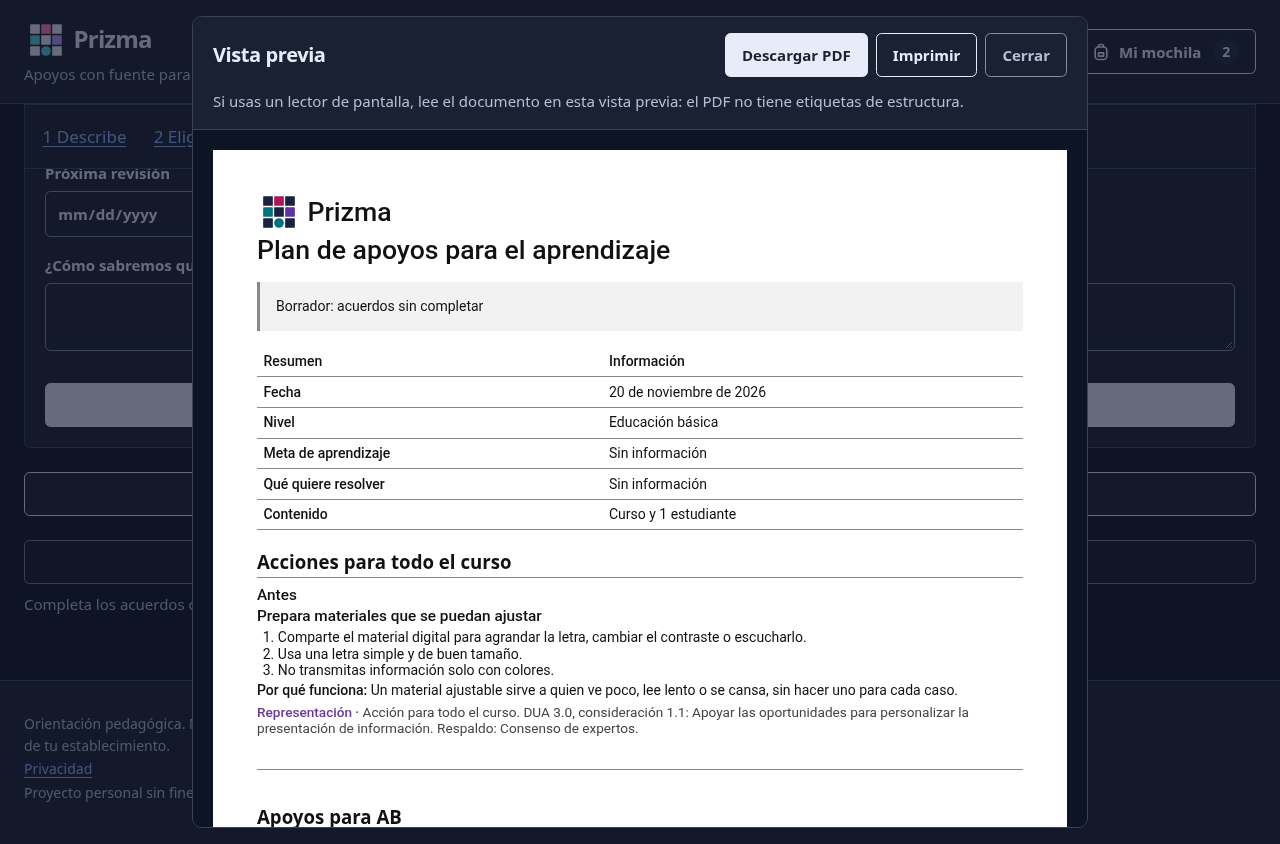 Prizma
Apoyos con fuente para
Mi mochila 2
1 Describe
Próxima revisión
mm/dd/yyyy
¿Cómo sabremos
Completa los acuerdos
Orientación pedagógica.
de tu establecimiento.
Privacidad
Proyecto personal sin
Vista previa
Descargar PDF
Imprimir
Cerrar
Si usas un lector de pantalla, lee el documento en esta vista previa: el PDF no tiene etiquetas de estructura.
Prizma
Plan de apoyos para el aprendizaje
Borrador: acuerdos sin completar
Resumen Información
Fecha 20 de noviembre de 2026
Nivel Educación básica
Meta de aprendizaje Sin información
Qué quiere resolver Sin información
Contenido Curso y 1 estudiante
Acciones para todo el curso
Antes
Prepara materiales que se puedan ajustar
1. Comparte el material digital para agrandar la letra, cambiar el contraste o escucharlo.
2. Usa una letra simple y de buen tamaño.
3. No transmitas información solo con colores.
Por qué funciona: Un material ajustable sirve a quien ve poco, lee lento o se cansa, sin hacer uno para cada caso.
Representación · Acción para todo el curso. DUA 3.0, consideración 1.1: Apoyar las oportunidades para personalizar la
presentación de información. Respaldo: Consenso de expertos.
Apoyos para AB